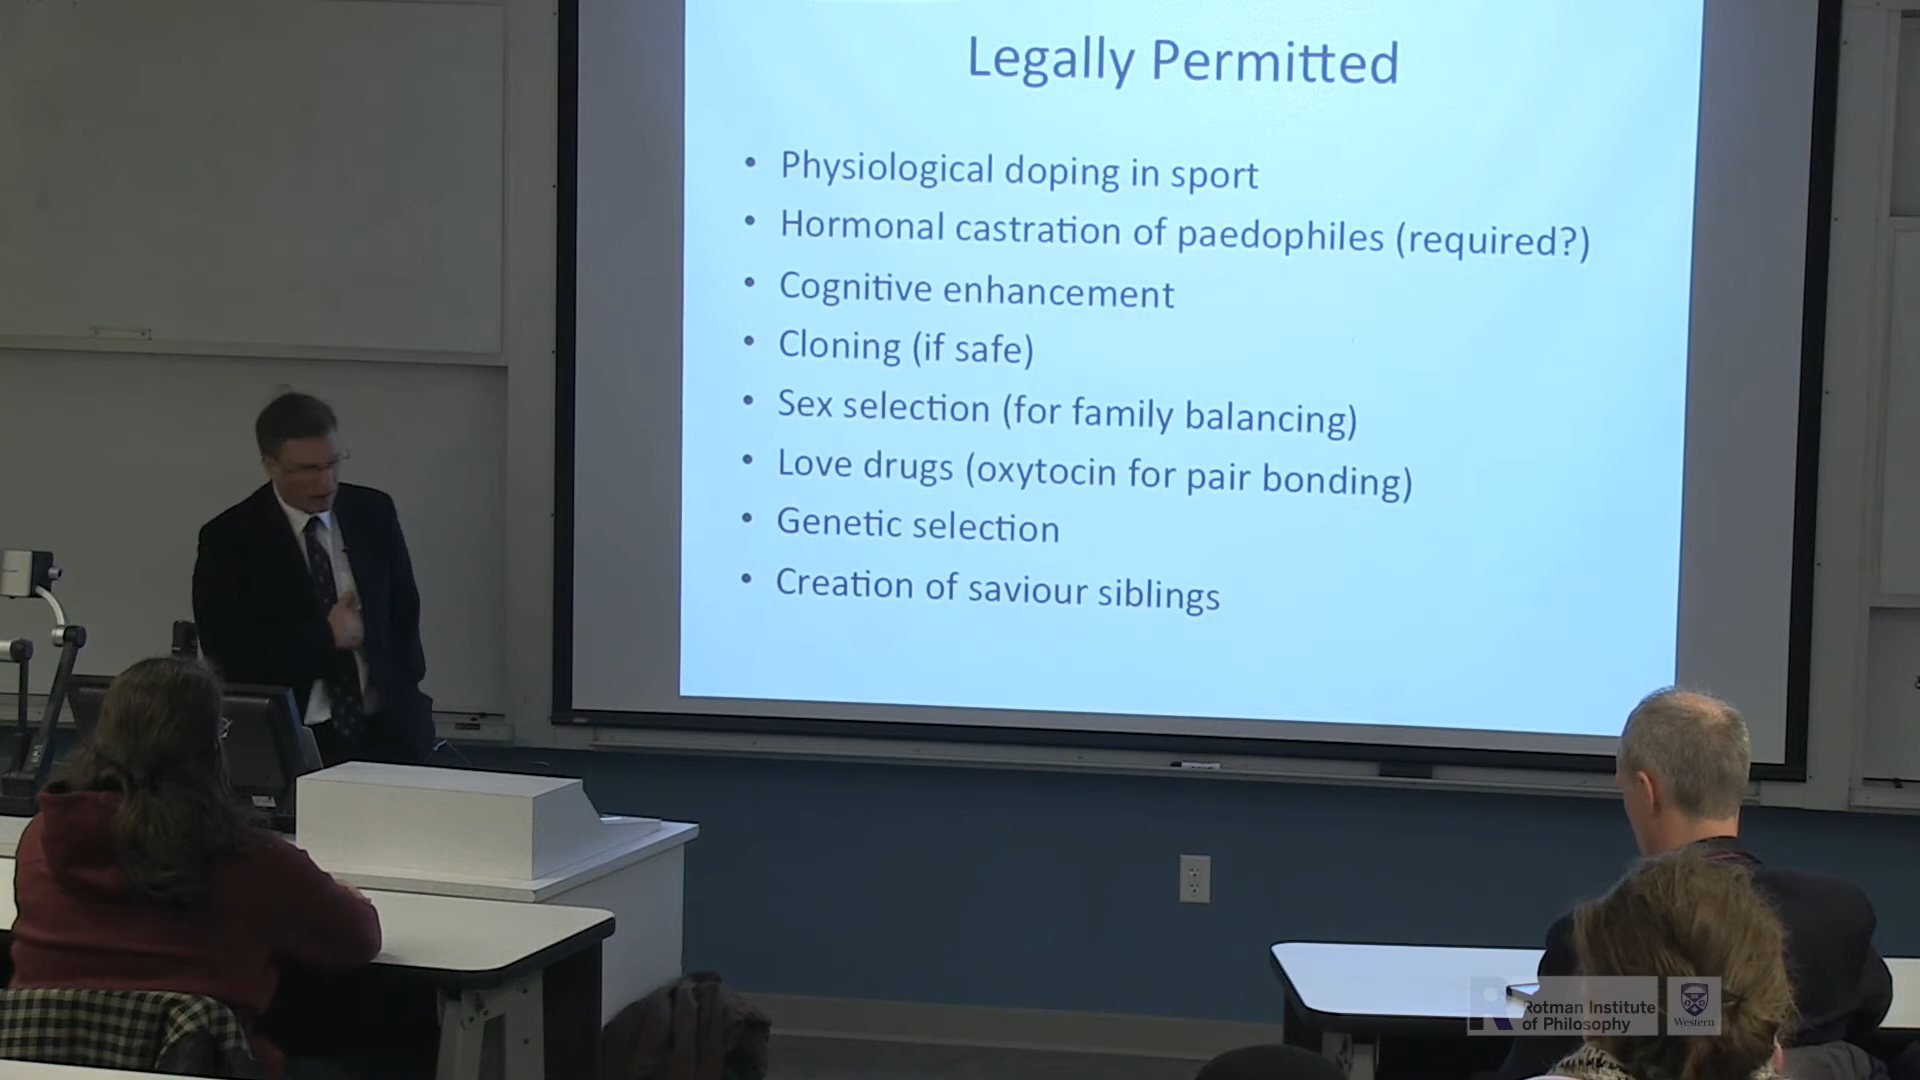 Legally Permitted
• Physiological doping in sport
• Hormonal castration of paedophiles (required?)
• Cognitive enhancement
• Cloning (if safe)
• Sex selection (for family balancing)
• Love drugs (oxytocin for pair bonding)
• Genetic selection
• Creation of saviour siblings
Rotman Institute
of Philosophy
Western